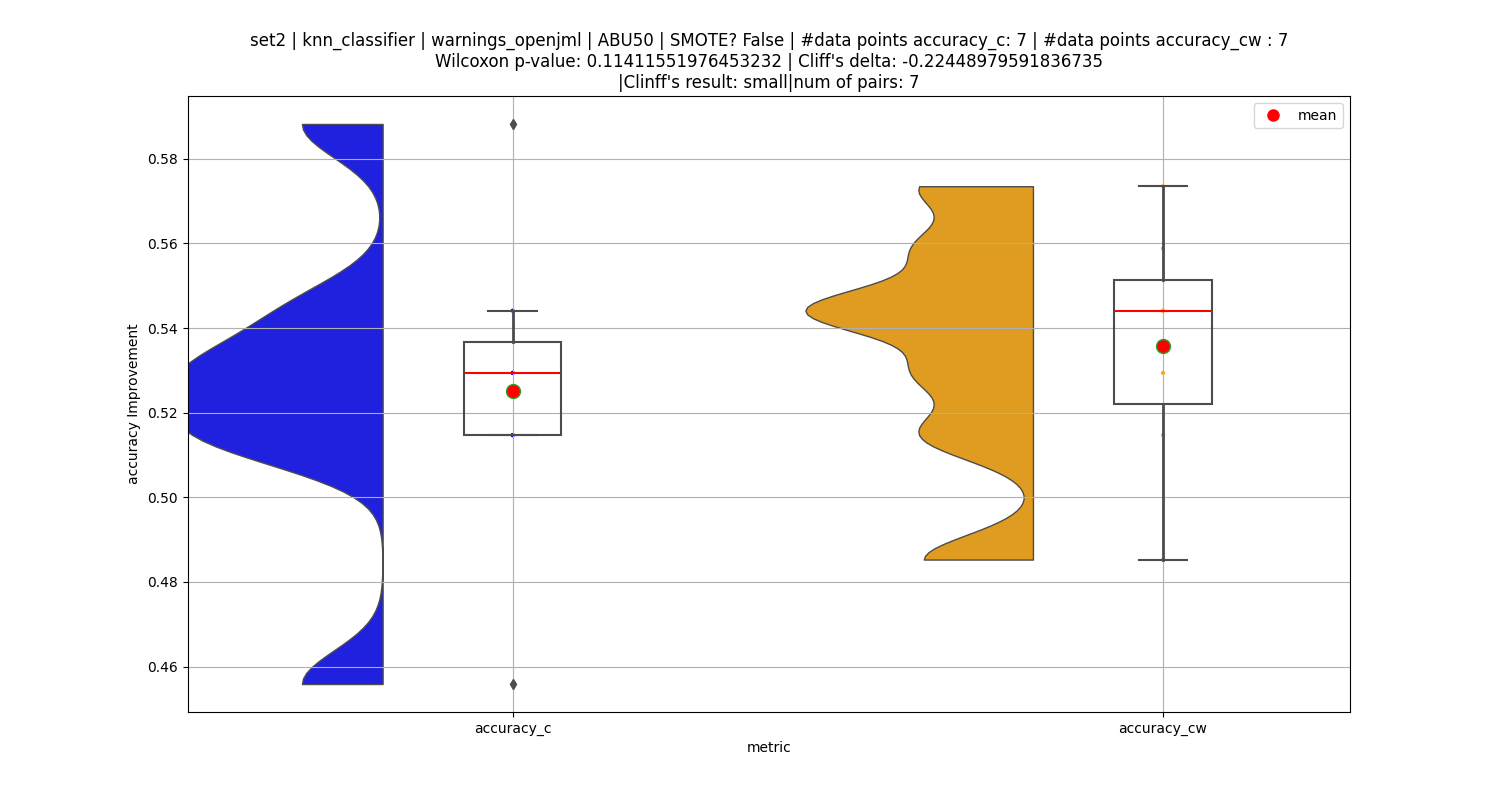 set2 | knn_classifier | warnings_openjml | ABU50 | SMOTE? False | #data points accuracy_c: 7 | #data points accuracy_cw : 7
Wilcoxon p-value: 0.11411551976453232 | Cliff's delta: -0.22448979591836735
|Clinff's result: small|num of pairs: 7
mean
0.58
0.56
0.54
0.52
0.50
0.48
0.46
accuracy Improvement
accuracy_c
accuracy_cw
metric